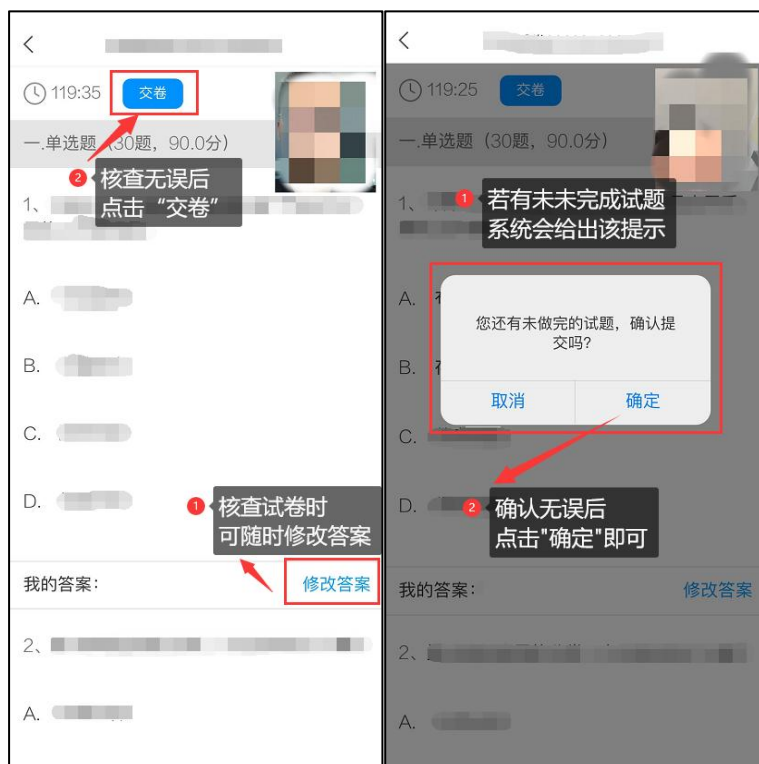 119:35
交卷
一.单选题（30题，90.0分）
2
核查无误后
点击“交卷”
1、
A.
B.
C.
D.
1
核查试卷时
可随时修改答案
我的答案：
修改答案
2、
A.
119:25
交卷
一.单选题（30题，90.0分）
1、
1
若有未未完成试题
系统会给出该提示
A.
您还有未做完的试题，确认提
交吗?
B.
取消
确定
C.
D.
2
确认无误后
点击"确定"即可
我的答案：
修改答案
2、
A.